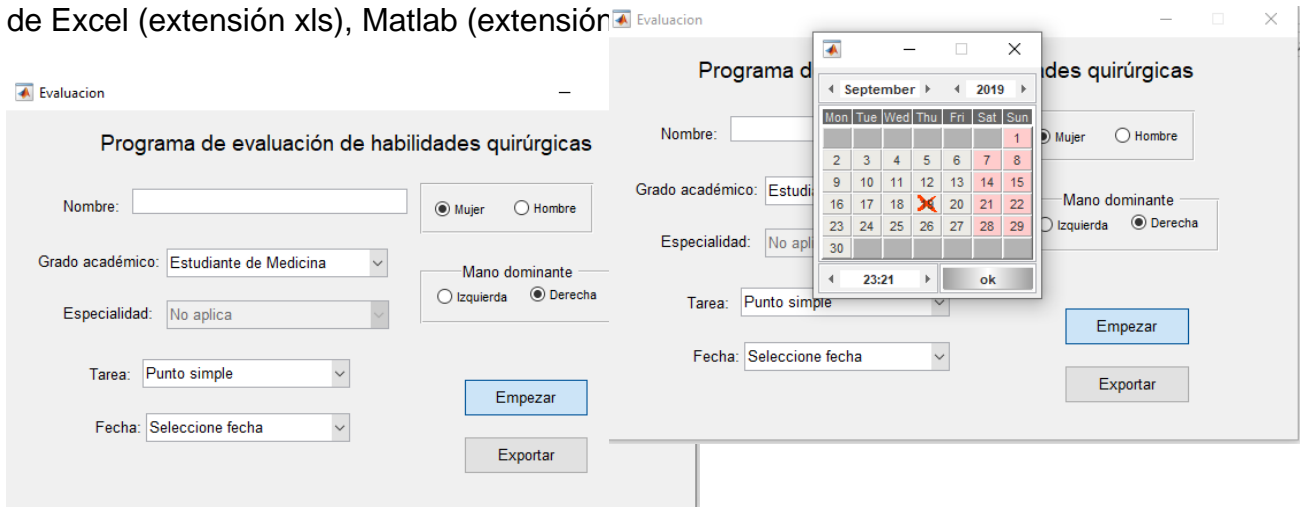 de Excel (extensión xls), Matlab (extensión
Evaluacion
Programa de evaluación de habilidades quirúrgicas
Nombre:
Mujer Hombre
Grado académico: Estudiante de Medicina
Mano dominante
Izquierda Derecha
Especialidad: No aplica
Tarea: Punto simple
Empezar
Fecha: Seleccione fecha
Exportar
Evaluacion
Programa d
des quirúrgicas
September 2019
Mon Tue Wed Thu Fri Sat Sun
1
2 3 4 5 6 7 8
9 10 11 12 13 14 15
16 17 18 20 21 22
23 24 25 26 27 28 29
30
23:21 ok
Nombre:
Mujer Hombre
Grado académico: Estudi
Mano dominante
Izquierda Derecha
Especialidad: No apli
Tarea: Punto simple
Empezar
Fecha: Seleccione fecha
Exportar